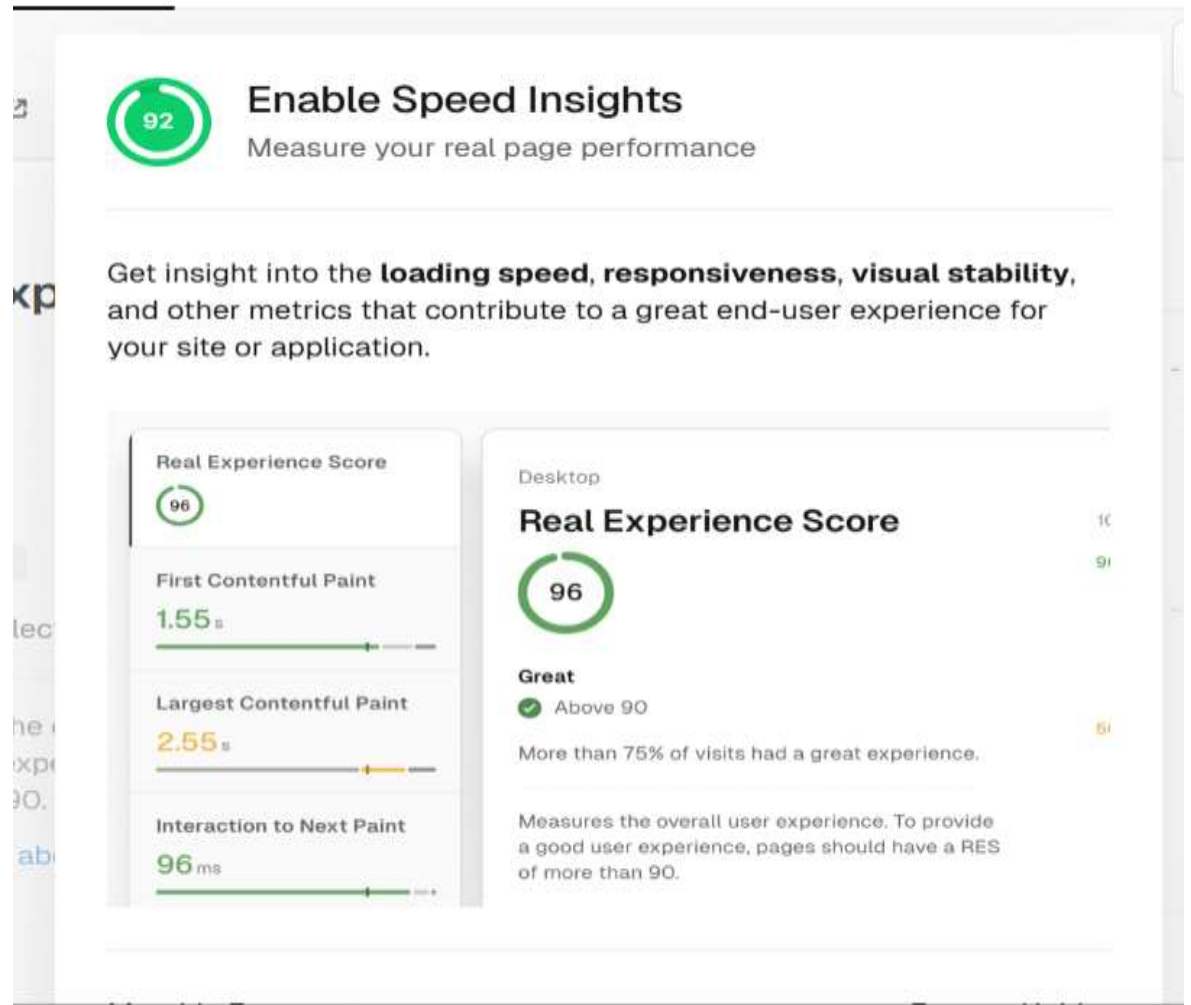 92
Enable Speed Insights
Measure your real page performance
Get insight into the loading speed, responsiveness, visual stability,
and other metrics that contribute to a great end-user experience for
your site or application.
Real Experience Score
96
First Contentful Paint
1.55 s
Largest Contentful Paint
2.55 s
Interaction to Next Paint
96 ms
Desktop
Real Experience Score
96
Great
Above 90
More than 75% of visits had a great experience.
Measures the overall user experience. To provide
a good user experience, pages should have a RES
of more than 90.